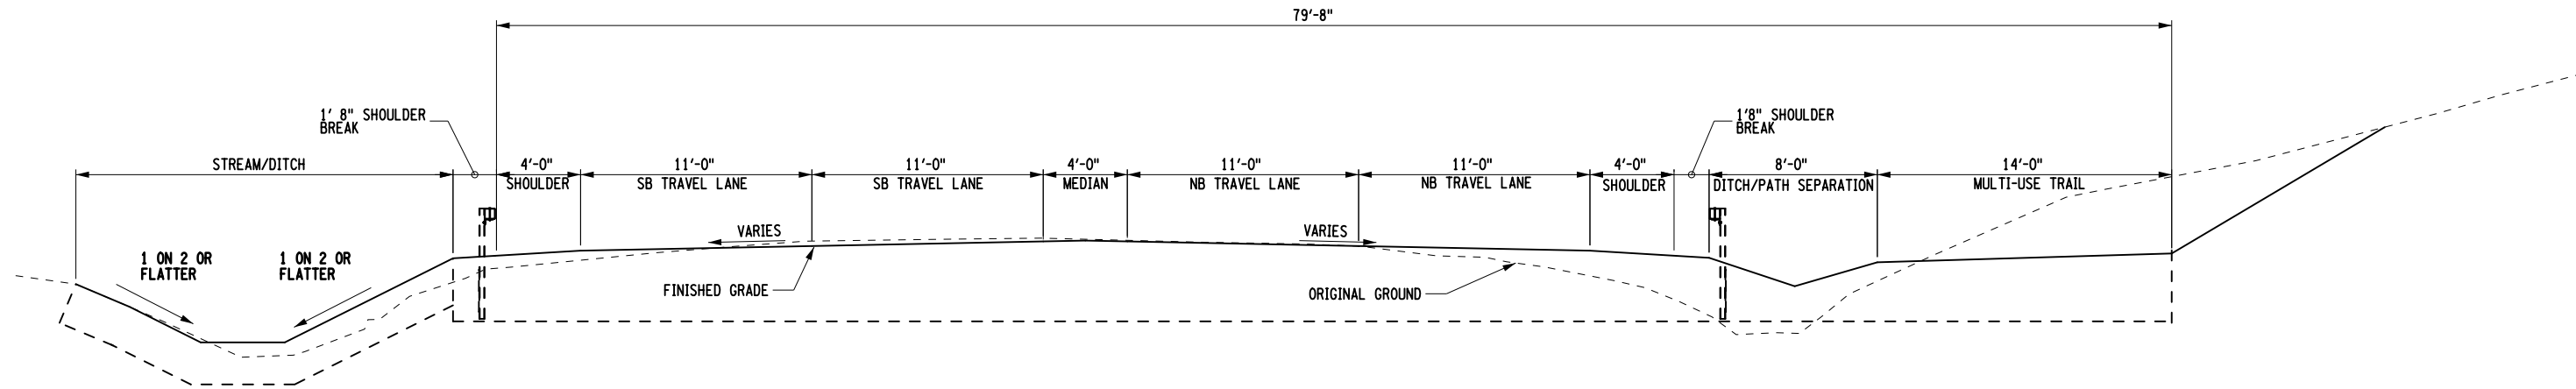 79'-8"
1' 8" SHOULDER
BREAK
1'8" SHOULDER
BREAK
STREAM/DITCH
4'-0"
SHOULDER
11'-0"
SB TRAVEL LANE
11'-0"
SB TRAVEL LANE
4'-0"
MEDIAN
11'-0"
NB TRAVEL LANE
11'-0"
NB TRAVEL LANE
4'-0"
SHOULDER
8'-0"
DITCH/PATH SEPARATION
14'-0"
MULTI-USE TRAIL
VARIES
VARIES
1 ON 2 OR
FLATTER
1 ON 2 OR
FLATTER
FINISHED GRADE
ORIGINAL GROUND